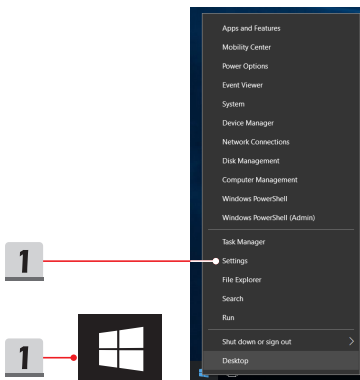 Apps and Features
Mobility Center
Power Options
Event Viewer
System
Device Manager
Network Connections
Disk Management
Computer Management
Windows PowerShell
Windows PowerShell (Admin)
Task Manager
1 Settings
File Explorer
Search
Run
Shut down or sign out
1 Desktop